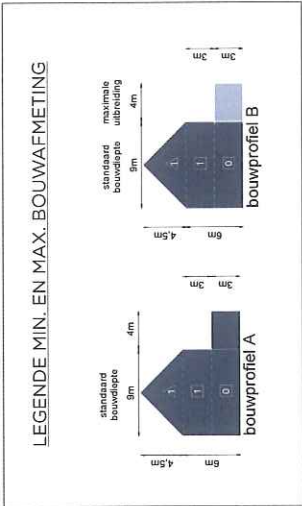 LEGENDE MIN. EN MAX. BOUWAFMETING
standaard
bouwdiepte
9m
4m
4,5m
6m
3m
3m
1
1
0
bouwprofiel A
standaard
bouwdiepte
maximale
uitbreiding
9m
4m
4,5m
6m
3m
3m
1
1
0
bouwprofiel B